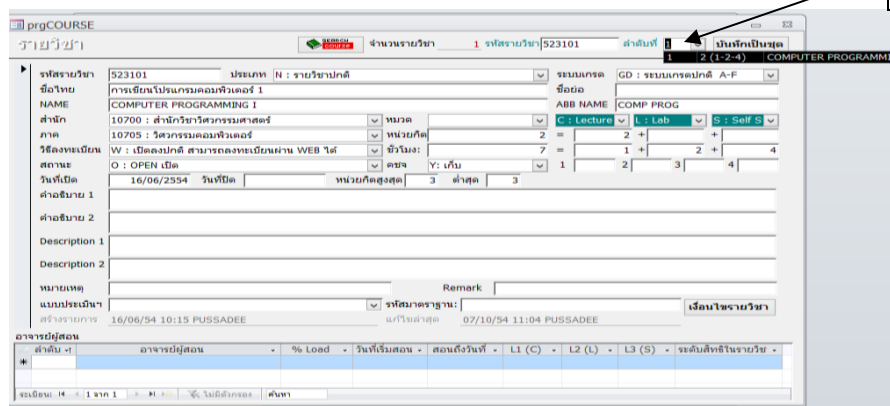 prgCOURSE
รายวิชา SEARCH course จำนวนรายวิชา 1 รหัสรายวิชา 523101 ลำดับที่ 1 บันทึกเป็นชุด
1 2 (1-2-4) COMPUTER PROGRAMMI
รหัสรายวิชา 523101 ประเภท N : รายวิชาปกติ ระบบเกรด GD : ระบบเกรดปกติ A-F
ชื่อไทย การเขียนโปรแกรมคอมพิวเตอร์ 1 ชื่อย่อ
NAME COMPUTER PROGRAMMING I ABB NAME COMP PROG
สำนัก 10700 : สำนักวิชาวิศวกรรมศาสตร์ หมวด C : Lecture L : Lab S : Self S
ภาค 10705 : วิศวกรรมคอมพิวเตอร์ หน่วยกิต 2 = 2 + +
วิธีลงทะเบียน W : เปิดลงปกติ สามารถลงทะเบียนผ่าน WEB ได้ ชั่วโมง: 7 = 1 + 2 + 4
สถานะ O : OPEN เปิด ตชจ Y: เก็บ 1 2 3 4
วันที่เปิด 16/06/2554 วันที่ปิด หน่วยกิตสูงสุด 3 ต่ำสุด 3
คำอธิบาย 1
คำอธิบาย 2
Description 1
Description 2
หมายเหตุ Remark
แบบประเมินฯ รหัสมาตราฐาน: เงื่อนไขรายวิชา
สร้างรายการ 16/06/54 10:15 PUSSADEE แก้ไขล่าสุด 07/10/54 11:04 PUSSADEE
อาจารย์ผู้สอน
ลำดับ อาจารย์ผู้สอน % Load วันที่เริ่มสอน สอนถึงวันที่ L1 (C) L2 (L) L3 (S) ระดับสิทธิในรายวิช
ระเบียน: 1 จาก 1 ไม่มีตัวกรอง ค้นหา